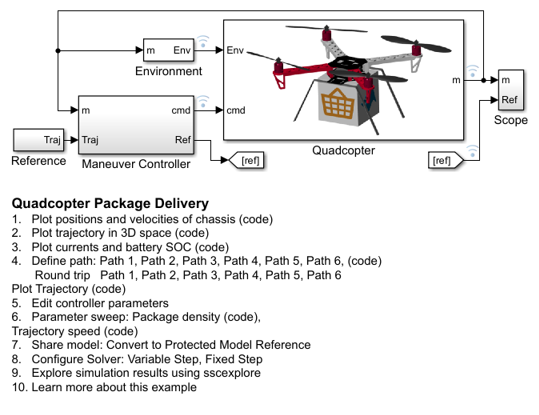 m
Env
Environment
Env
m
cmd
Traj
Ref
Maneuver Controller
Traj
Reference
cmd
Quadcopter
m
m
Ref
Scope
[ref]
[ref]
Quadcopter Package Delivery
1. Plot positions and velocities of chassis (code)
2. Plot trajectory in 3D space (code)
3. Plot currents and battery SOC (code)
4. Define path: Path 1, Path 2, Path 3, Path 4, Path 5, Path 6, (code)
Round trip Path 1, Path 2, Path 3, Path 4, Path 5, Path 6
Plot Trajectory (code)
5. Edit controller parameters
6. Parameter sweep: Package density (code),
Trajectory speed (code)
7. Share model: Convert to Protected Model Reference
8. Configure Solver: Variable Step, Fixed Step
9. Explore simulation results using sscexplore
10. Learn more about this example